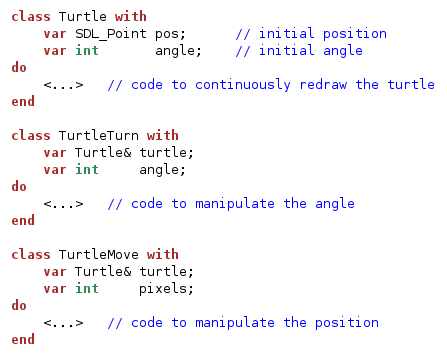 class Turtle with
    var SDL_Point pos;      // initial position
    var int       angle;    // initial angle
do
    <...>   // code to continuously redraw the turtle
end

class TurtleTurn with
    var Turtle& turtle;
    var int     angle;
do
    <...>   // code to manipulate the angle
end

class TurtleMove with
    var Turtle& turtle;
    var int     pixels;
do
    <...>   // code to manipulate the position
end